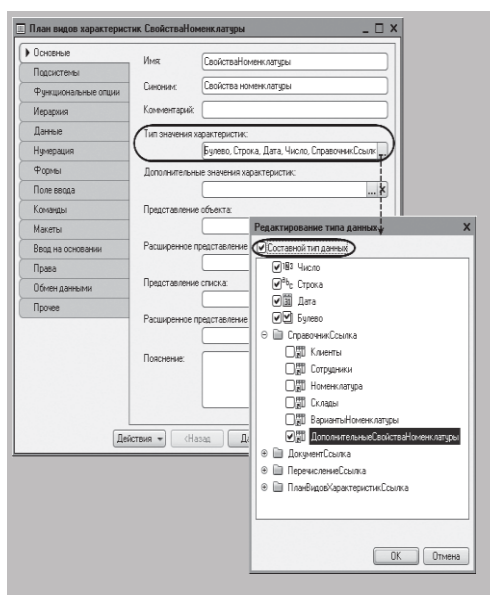 План видов характеристик СвойстваНоменклатуры
Основные
Подсистемы
Функциональные опции
Иерархия
Данные
Нумерация
Формы
Поле ввода
Команды
Макеты
Ввод на основании
Права
Обмен данными
Прочее
Имя:
СвойстваНоменклатуры
Синоним:
Свойства номенклатуры
Комментарий:
Тип значения характеристик:
Булево, Строка, Дата, Число, СправочникСсылк
Дополнительные значения характеристик:
...
Представление объекта:
Расширенное представление
Представление списка:
Расширенное представление
Пояснение:
Действия
<Назад
Редактирование типа данных
Составной тип данных
Число
Строка
Дата
Булево
СправочникСсылка
Клиенты
Сотрудники
Номенклатура
Склады
ВариантыНоменклатуры
ДополнительныеСвойстваНоменклатуры
ДокументСсылка
ПеречислениеСсылка
ПланВидовХарактеристикСсылка
OK
Отмена